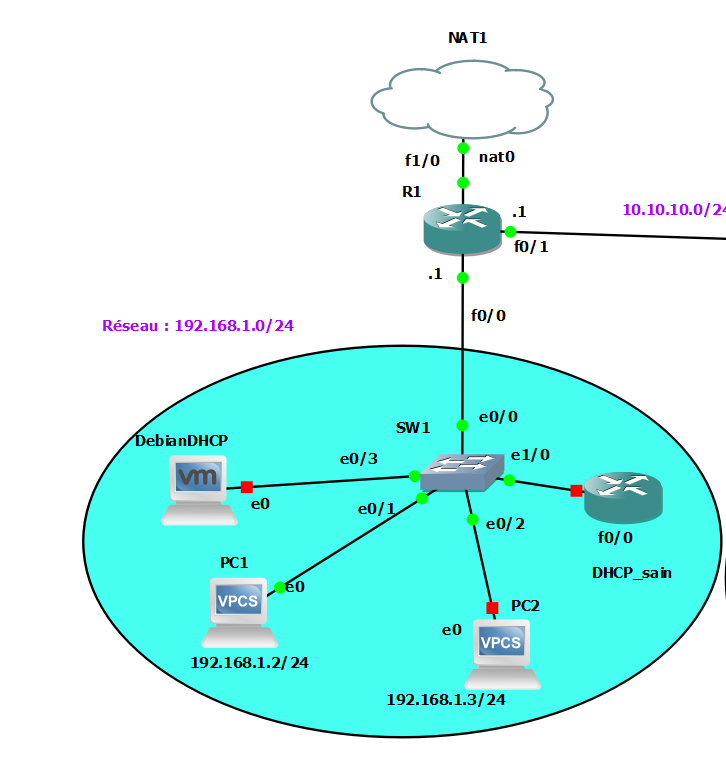 NAT1
f1/0
nat0
R1
.1
10.10.10.0/24
f0/1
.1
f0/0
Réseau : 192.168.1.0/24
SW1
e0/0
DebianDHCP
e0/3
e1/0
vm
e0
e0/1
e0/2
f0/0
PC1
DHCP_sain
e0
VPCS
PC2
e0
VPCS
192.168.1.2/24
192.168.1.3/24